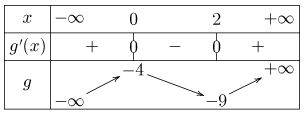 x −∞ 0 2 +∞
g′(x) + 0 − 0 +
−4 +∞
g
−∞ −9